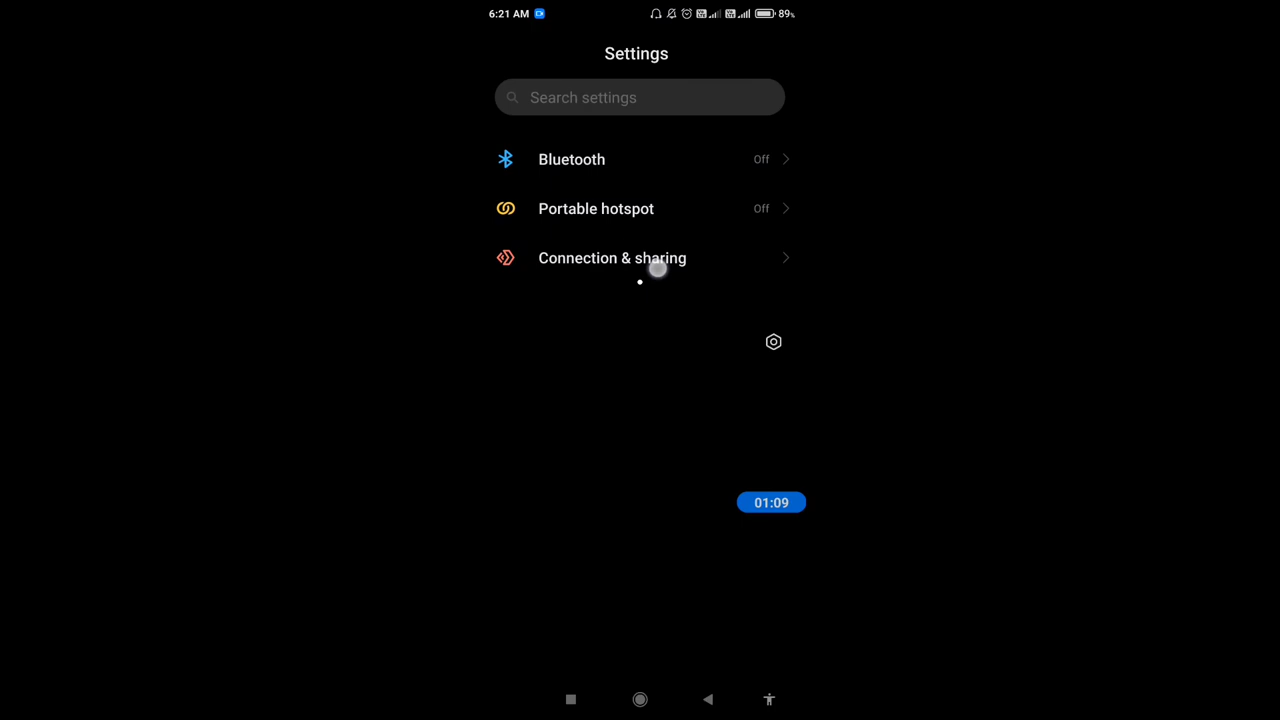 6:21 AM
89%
Settings
Search settings
Bluetooth
Off
Portable hotspot
Off
Connection & sharing
01:09